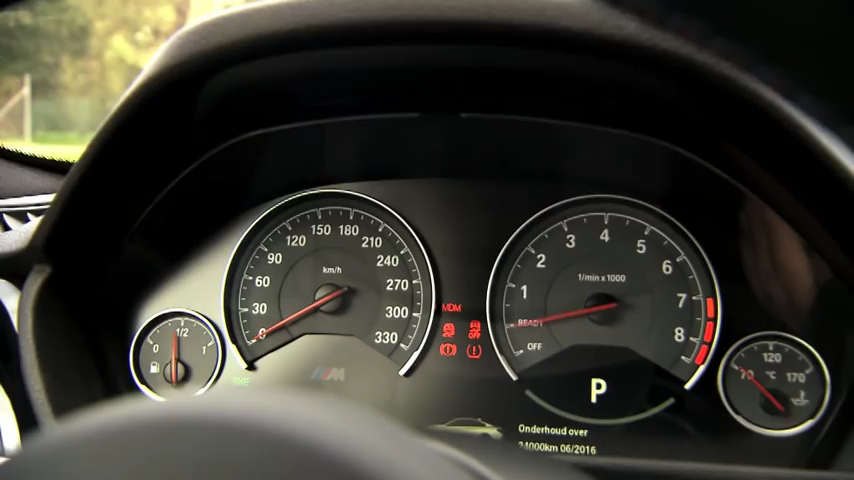 0 1/2 1
0 30 60 90 120 150 180 210 240 270 300 330
km/h
M
MDM
OFF
1 2 3 4 5 6 7 8
1/min x 1000
READY
OFF
P
Onderhoud over
24000km 06/2016
70 120 170
°C